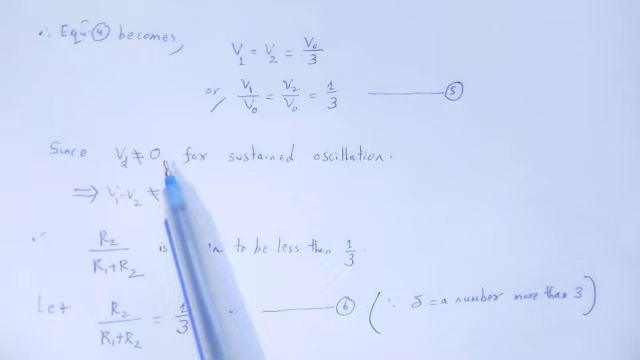 ∴ Equn. ④ becomes,
V₁ = V₂ = V₀/3
or, V₁/V₀ = V₂/V₀ = 1/3 —— ⑤
Since V_d ≠ 0 for sustained oscillation.
⇒ V₁ - V₂ ≠
∴ R₂/(R₁+R₂) is to be less than 1/3.
Let R₂/(R₁+R₂) = 1/3 —— ⑥ (∵ δ = a number more than 3)